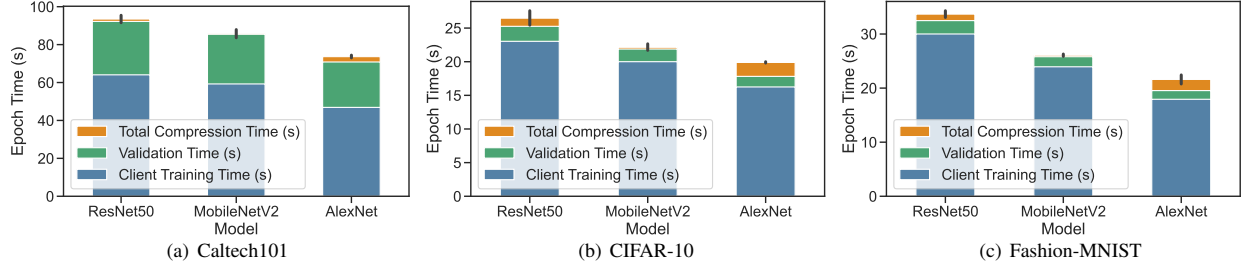 100
80
60
40
20
0
Epoch Time (s)
Total Compression Time (s)
Validation Time (s)
Client Training Time (s)
ResNet50 MobileNetV2 AlexNet
Model
(a) Caltech101
25
20
15
10
5
0
Epoch Time (s)
Total Compression Time (s)
Validation Time (s)
Client Training Time (s)
ResNet50 MobileNetV2 AlexNet
Model
(b) CIFAR-10
30
20
10
0
Epoch Time (s)
Total Compression Time (s)
Validation Time (s)
Client Training Time (s)
ResNet50 MobileNetV2 AlexNet
Model
(c) Fashion-MNIST